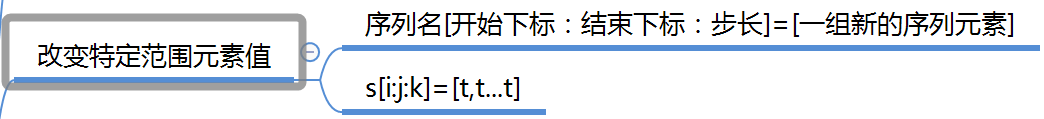 改变特定范围元素值
序列名[开始下标：结束下标：步长]=[一组新的序列元素]
s[i:j:k]=[t,t...t]